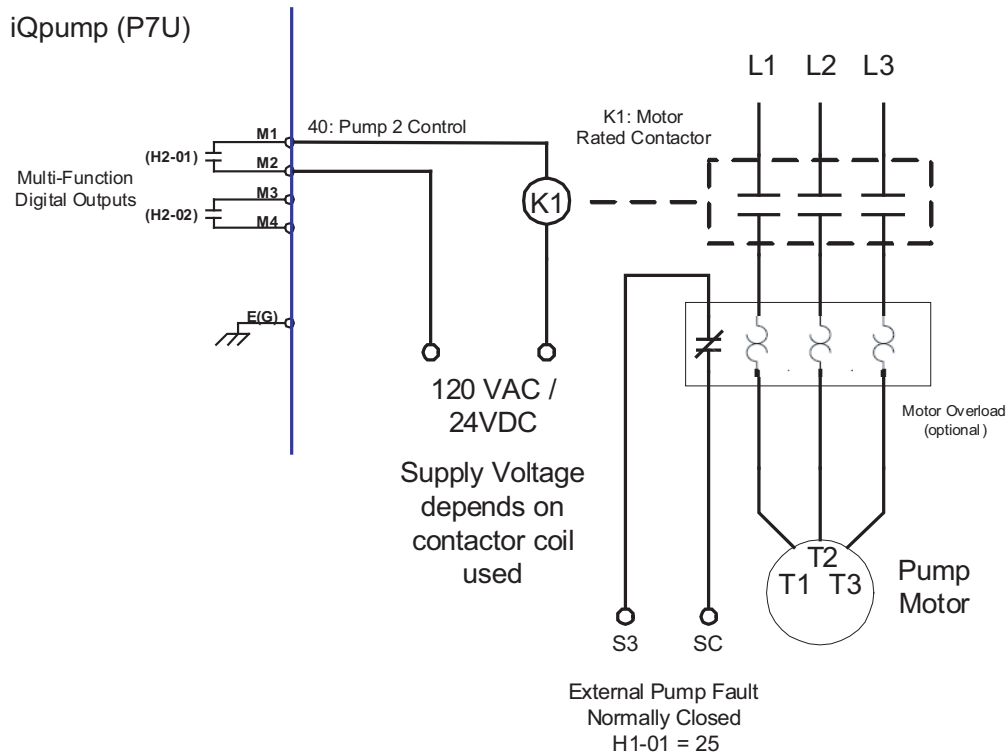 iQpump (P7U)
L1 L2 L3
K1: Motor
Rated Contactor
M1
40: Pump 2 Control
(H2-01)
M2
Multi-Function
Digital Outputs
M3
(H2-02)
M4
K1
E(G)
120 VAC /
24VDC
Supply Voltage
depends on
contactor coil
used
Motor Overload
(optional)
T2
T1 T3
Pump
Motor
S3 SC
External Pump Fault
Normally Closed
H1-01 = 25